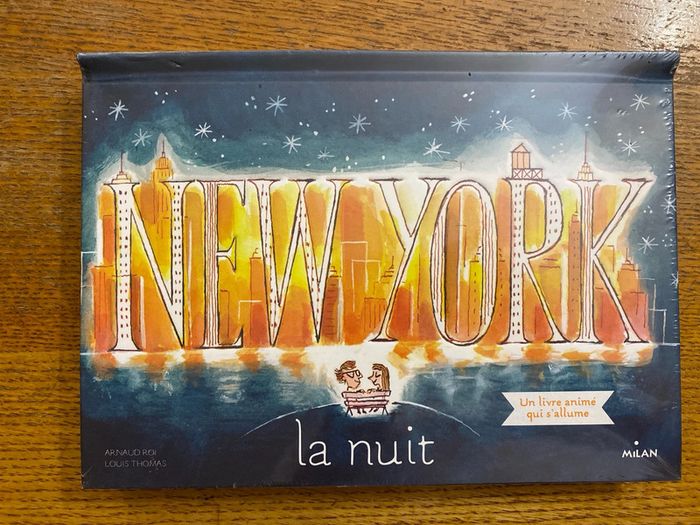 NEW YORK
Un livre animé
qui s'allume
la nuit
ARNAUD ROI
LOUIS THOMAS
MiLAN